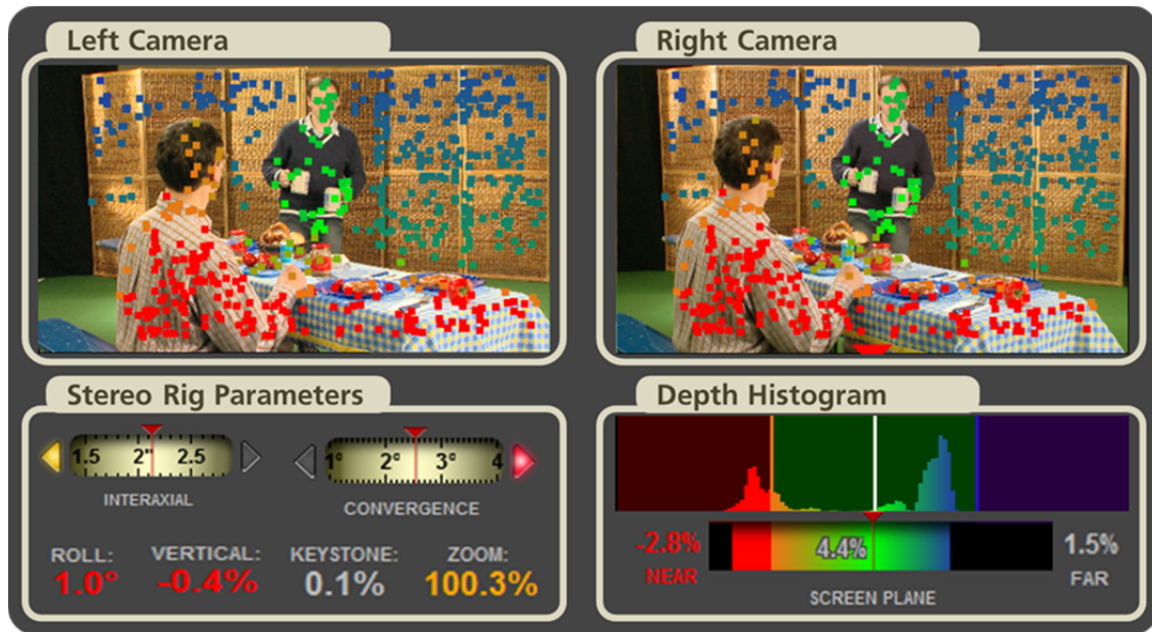 Left Camera
Right Camera
Stereo Rig Parameters
1.5 2" 2.5
INTERAXIAL
1° 2° 3° 4
CONVERGENCE
ROLL: VERTICAL: KEYSTONE: ZOOM:
1.0° -0.4% 0.1% 100.3%
Depth Histogram
-2.8% 4.4% 1.5%
NEAR FAR
SCREEN PLANE